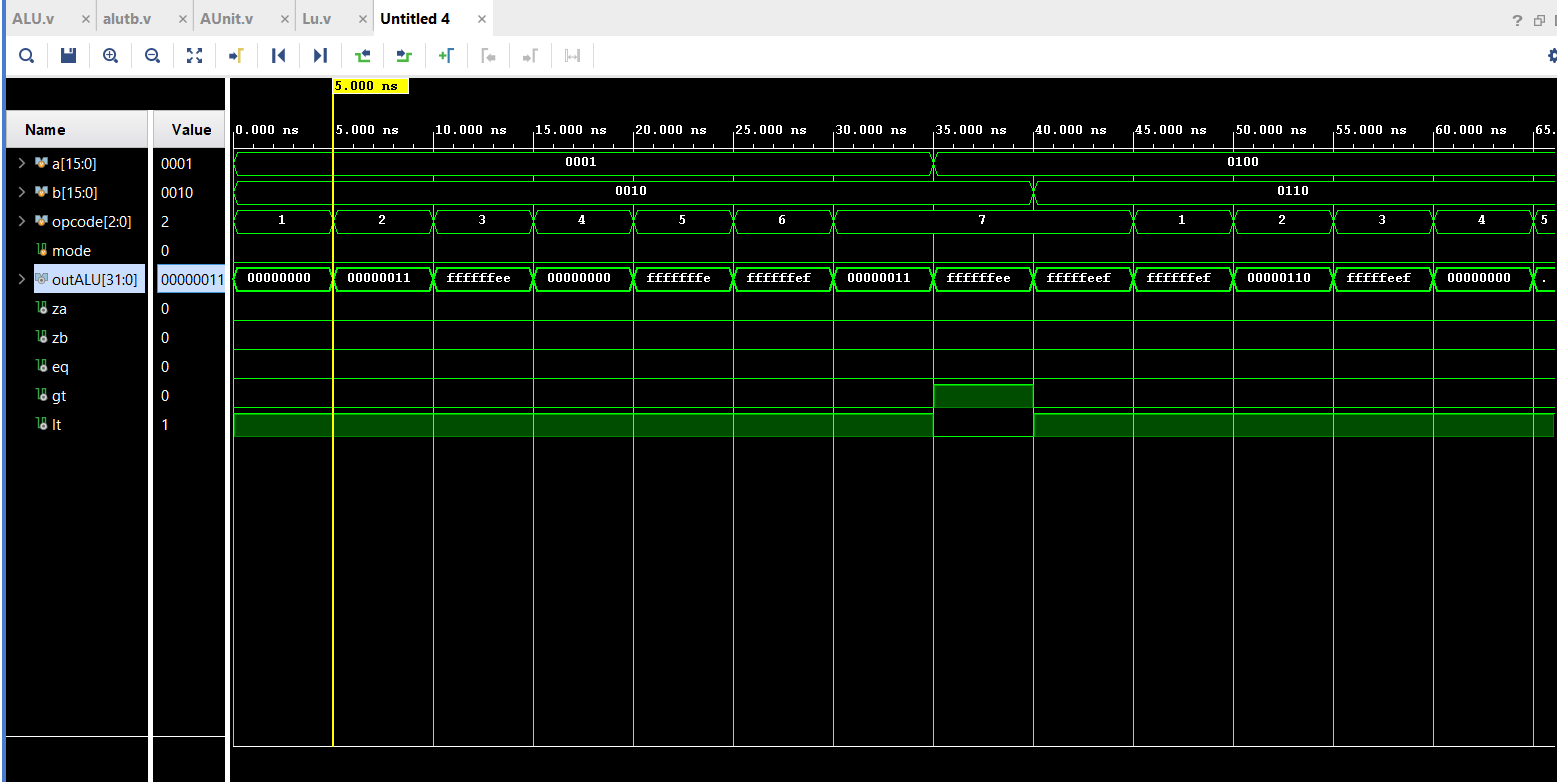 ALU.v × alutb.v × AUnit.v × Lu.v × Untitled 4 ×
?
5.000 ns
Name Value
0.000 ns 5.000 ns 10.000 ns 15.000 ns 20.000 ns 25.000 ns 30.000 ns 35.000 ns 40.000 ns 45.000 ns 50.000 ns 55.000 ns 60.000 ns 65.
a[15:0] 0001 0001 0100
b[15:0] 0010 0010 0110
opcode[2:0] 2 1 2 3 4 5 6 7 1 2 3 4 5
mode 0
outALU[31:0] 00000011 00000000 00000011 ffffffee 00000000 fffffffe ffffffef 00000011 ffffffee fffffeef ffffffef 00000110 fffffeef 00000000 .
za 0
zb 0
eq 0
gt 0
lt 1